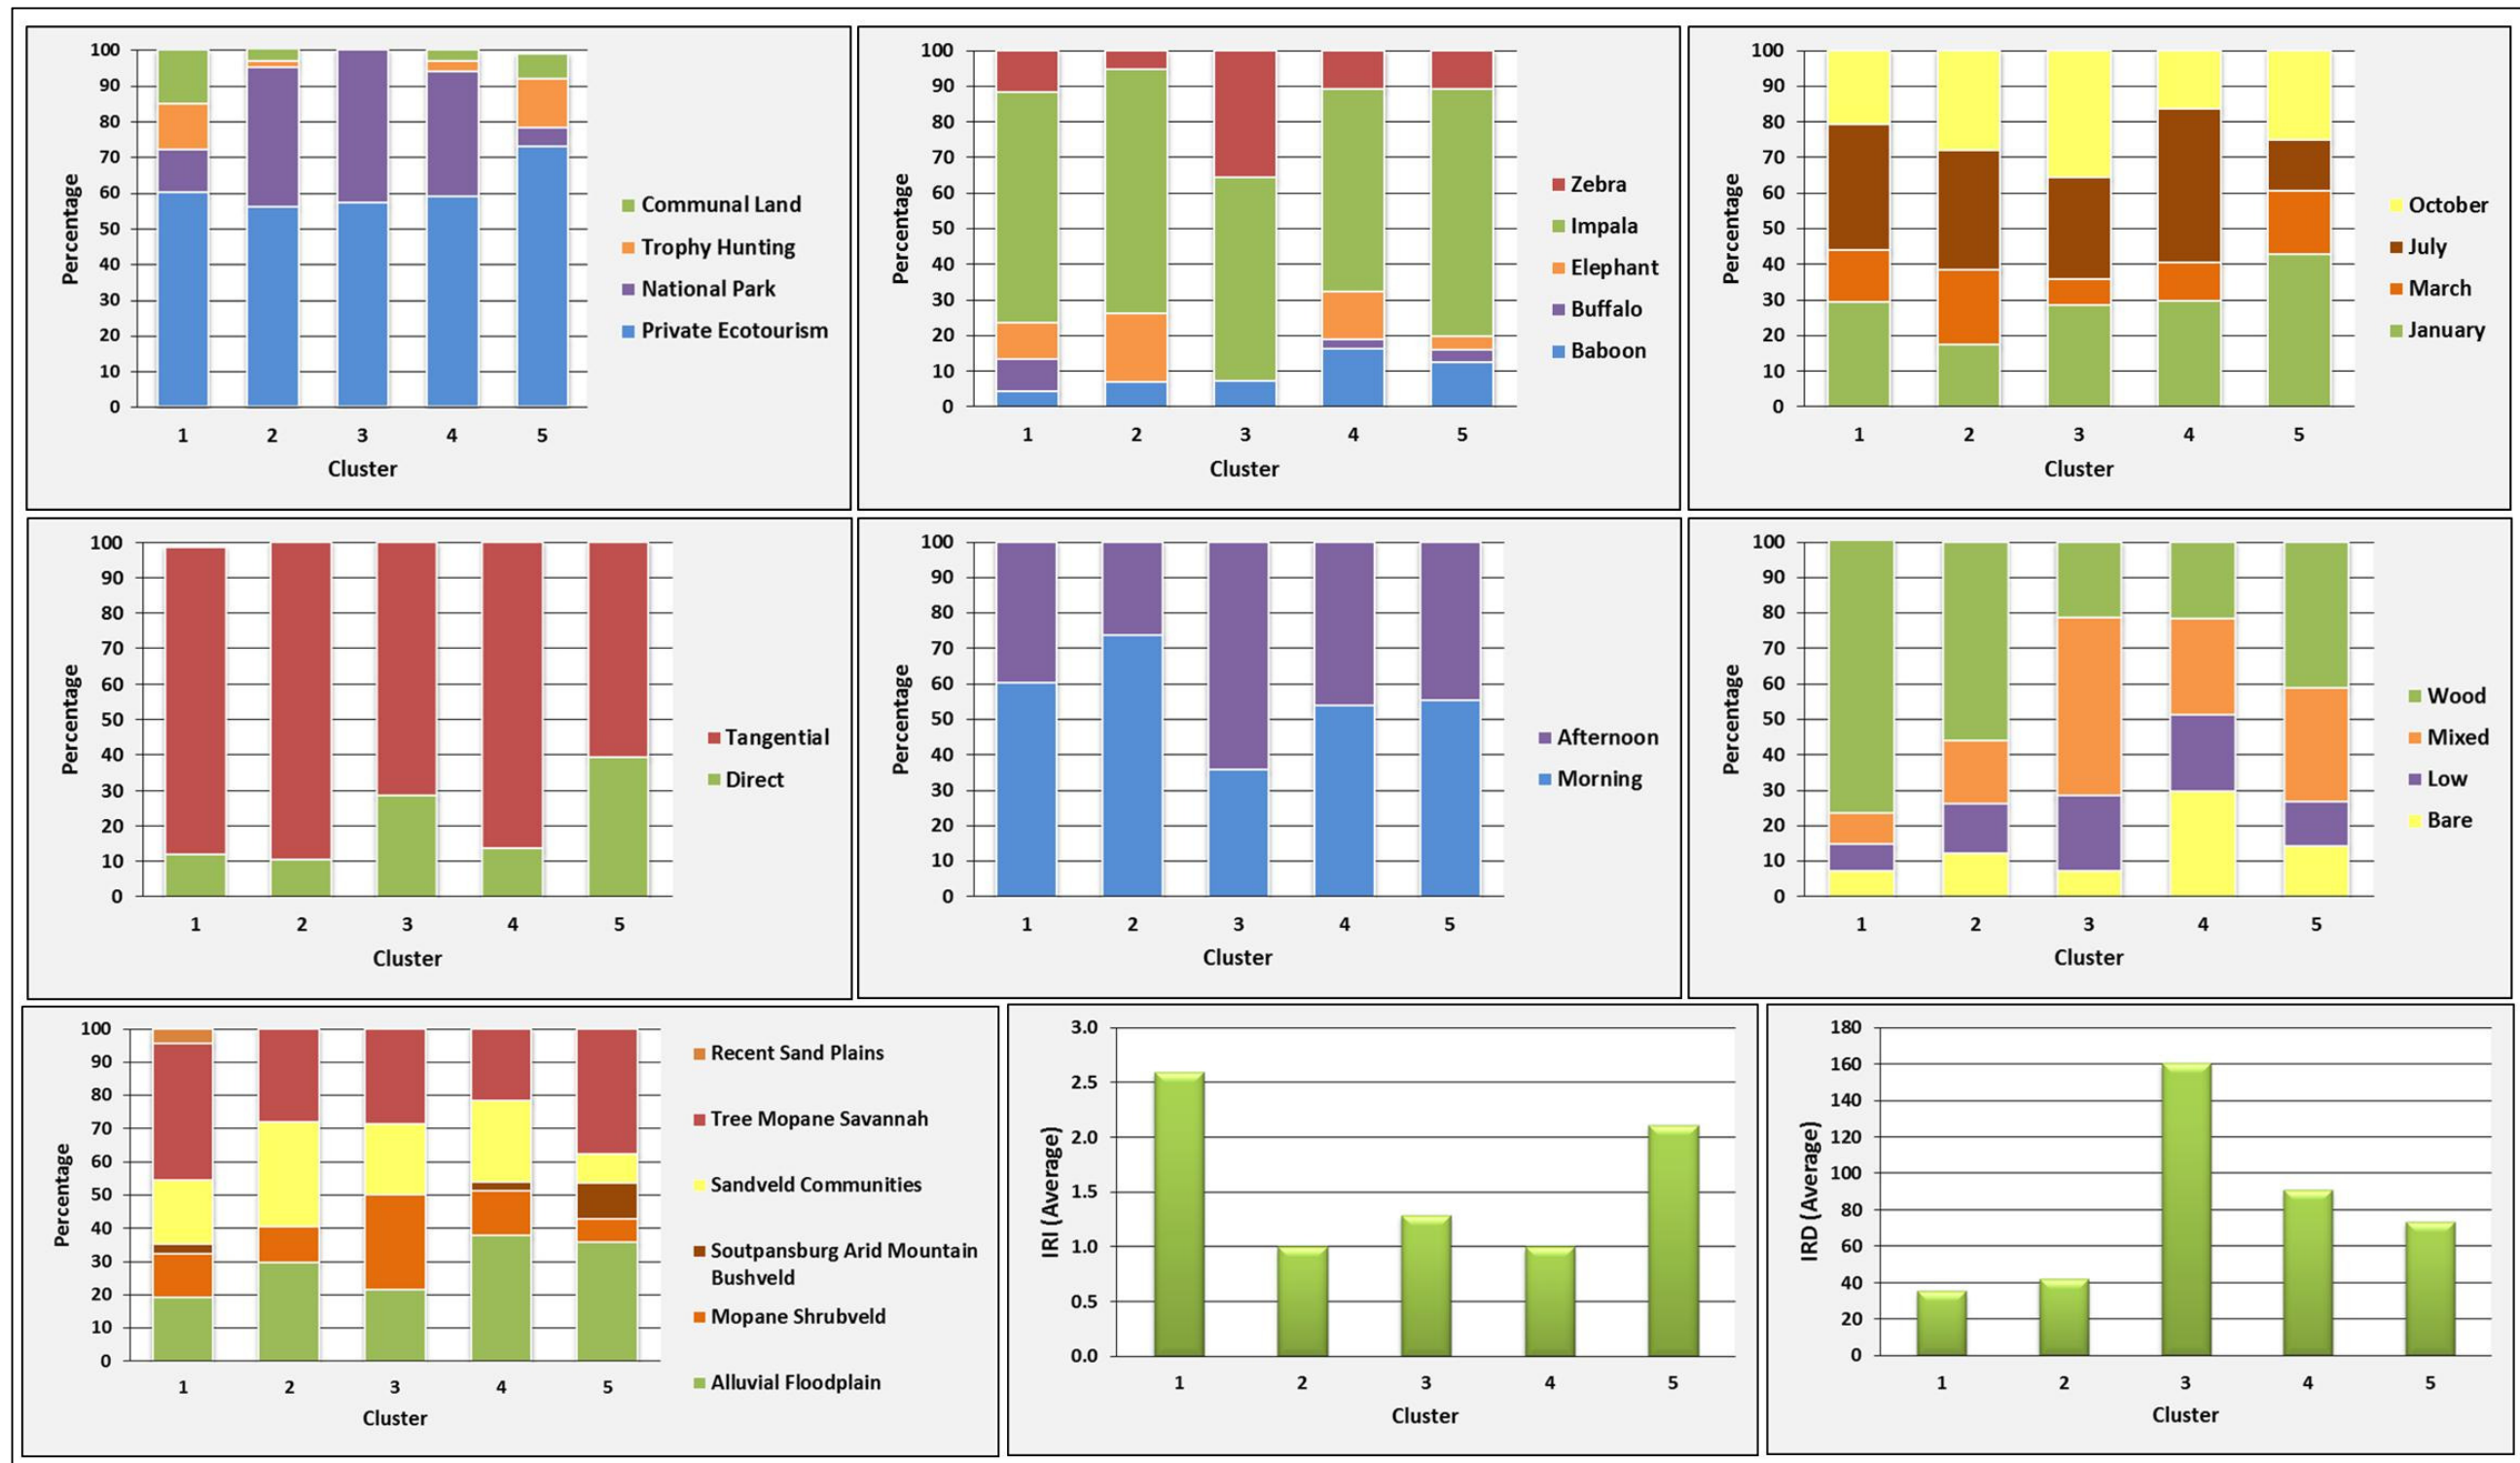 100
90
80
70
60
50
40
30
20
10
0
Percentage
1 2 3 4 5
Cluster
Communal Land
Trophy Hunting
National Park
Private Ecotourism
100
90
80
70
60
50
40
30
20
10
0
Percentage
1 2 3 4 5
Cluster
Zebra
Impala
Elephant
Buffalo
Baboon
100
90
80
70
60
50
40
30
20
10
0
Percentage
1 2 3 4 5
Cluster
October
July
March
January
100
90
80
70
60
50
40
30
20
10
0
Percentage
1 2 3 4 5
Cluster
Tangential
Direct
100
90
80
70
60
50
40
30
20
10
0
Percentage
1 2 3 4 5
Cluster
Afternoon
Morning
100
90
80
70
60
50
40
30
20
10
0
Percentage
1 2 3 4 5
Cluster
Wood
Mixed
Low
Bare
100
90
80
70
60
50
40
30
20
10
0
Percentage
1 2 3 4 5
Cluster
Recent Sand Plains
Tree Mopane Savannah
Sandveld Communities
Soutpansburg Arid Mountain
Bushveld
Mopane Shrubveld
Alluvial Floodplain
3.0
2.5
2.0
1.5
1.0
0.5
0.0
IRI (Average)
1 2 3 4 5
Cluster
180
160
140
120
100
80
60
40
20
0
IRD (Average)
1 2 3 4 5
Cluster